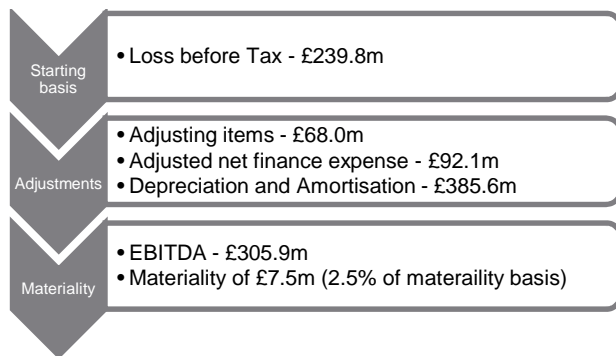 Starting
basis
• Loss before Tax - £239.8m
Adjustments
• Adjusting items - £68.0m
• Adjusted net finance expense - £92.1m
• Depreciation and Amortisation - £385.6m
Materiality
• EBITDA - £305.9m
• Materiality of £7.5m (2.5% of materaility basis)